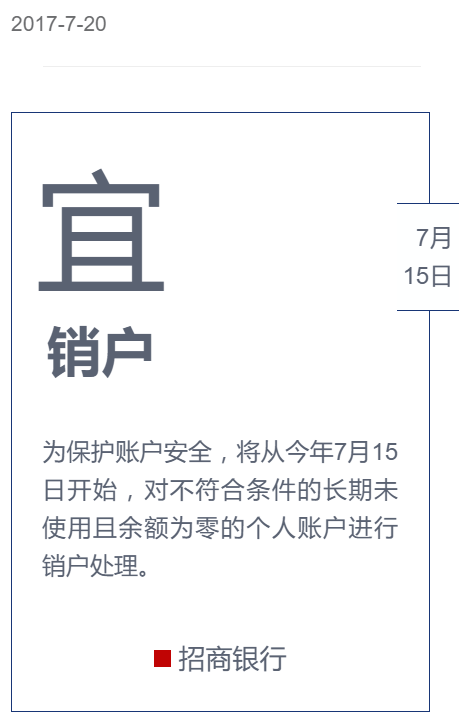 2017-7-20
宜
7月
15日
销户
为保护账户安全，将从今年7月15
日开始，对不符合条件的长期未
使用且余额为零的个人账户进行
销户处理。
招商银行